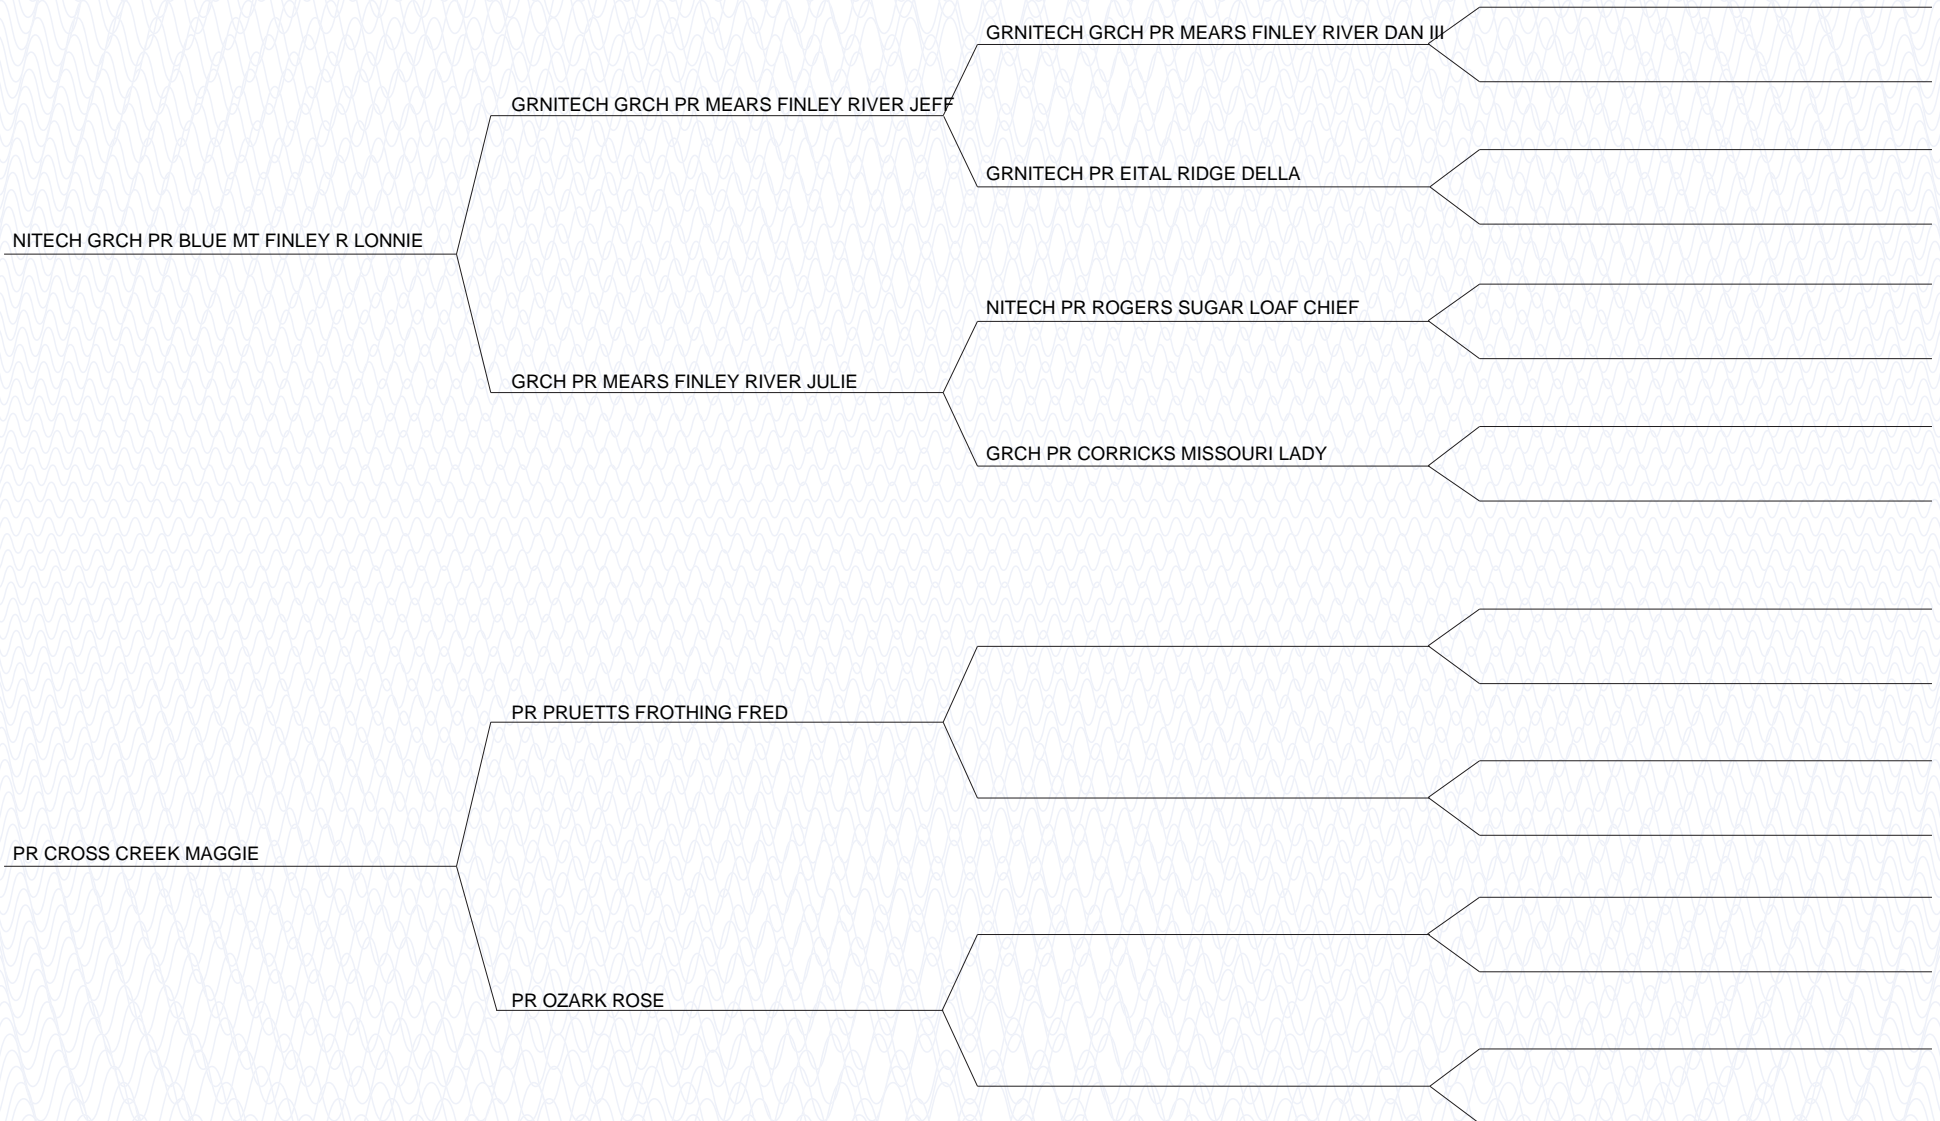 GRNITECH GRCH PR MEARS FINLEY RIVER DAN III
GRNITECH GRCH PR MEARS FINLEY RIVER JEFF
GRNITECH PR EITAL RIDGE DELLA
NITECH GRCH PR BLUE MT FINLEY R LONNIE
NITECH PR ROGERS SUGAR LOAF CHIEF
GRCH PR MEARS FINLEY RIVER JULIE
GRCH PR CORRICKS MISSOURI LADY
PR PRUETTS FROTHING FRED
PR CROSS CREEK MAGGIE
PR OZARK ROSE